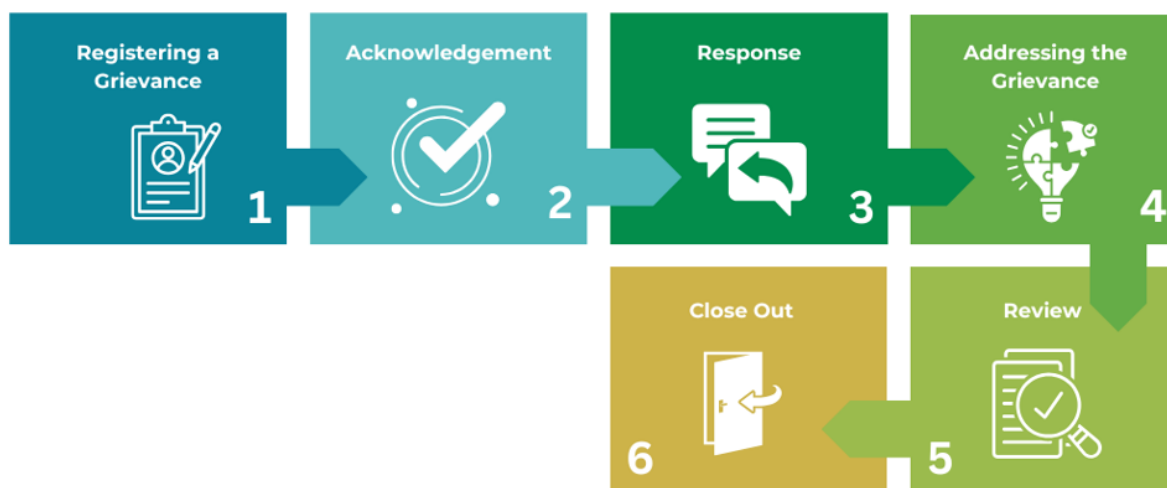 Registering a
Grievance
1
Acknowledgement
2
Response
3
Addressing the
Grievance
4
Review
5
Close Out
6